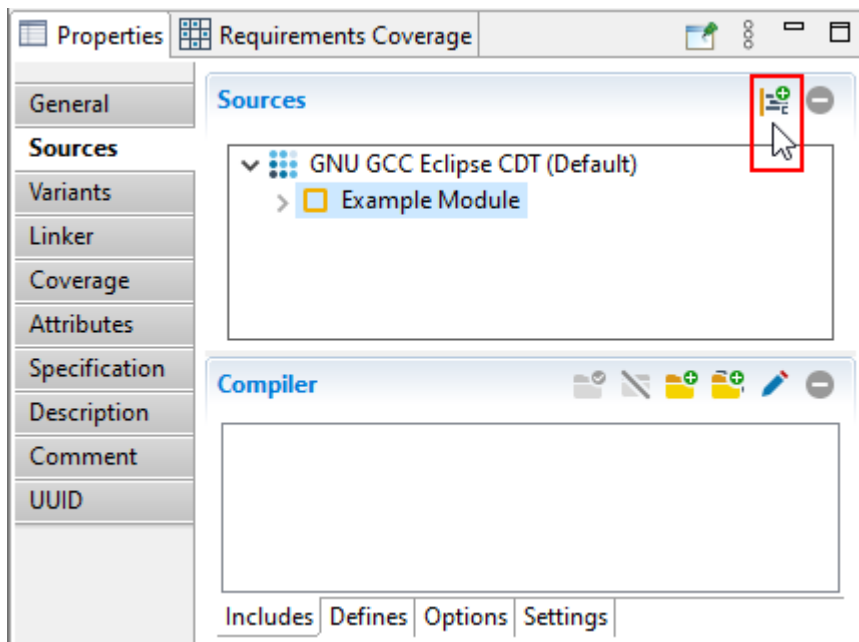 Properties
Requirements Coverage
General
Sources
Variants
Linker
Coverage
Attributes
Specification
Description
Comment
UUID
Sources
GNU GCC Eclipse CDT (Default)
Example Module
Compiler
Includes
Defines
Options
Settings